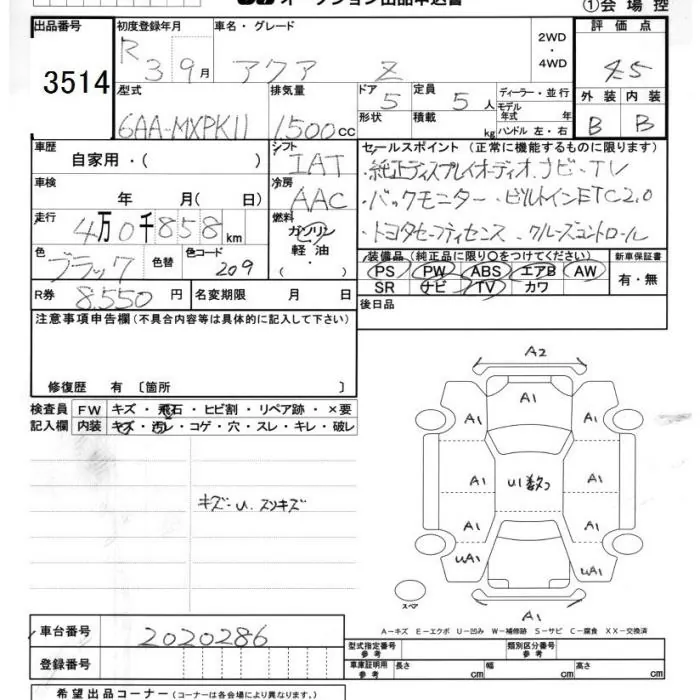 オークション出品申込書 ①会場控
出品番号 初度登録年月 車名・グレード 2WD ・ 4WD 評価点
3514 R 3 9月 アクア Z 4.5
型式 排気量 ドア 5 定員 5人 ディーラー・並行 外装 内装
6AA-MXPK11 1500cc 形状 積載 kg モデル年式 年 ハンドル 左・右 B B
車歴 自家用・( ) シフト IAT セールスポイント (正常に機能するものに限ります)
・純正ディスプレイオーディオ、ナビ・TV
車検 年 月( 日) 冷房 AAC ・バックモニター・ビルトインETC2.0
走行 4万0千858km 燃料 ガソリン・軽油・( ) ・トヨタセーフティセンス・クルーズコントロール
色 ブラック 色替 色コード 209 装備品 (純正品に限り○をつけてください) 新車保証書
PS PW ABS エアB AW 有・無
SR ナビ TV カワ
R券 8,550円 名変期限 月 日 後日品
注意事項申告欄 (不具合内容等は具体的に記入して下さい)
修復歴 有 〔箇所 〕
検査員 FW キズ・飛石・ヒビ割・リペア跡・×要
記入欄 内装 キズ・汚レ・コゲ・穴・スレ・キレ・破レ
キズ・U、スリキズ
A2
A1
A1 A1
A1 U1数つ A1
A1 A1
UA1 UA1
スペア A1
A-キズ E-エクボ U-凹み W-補修跡 S-サビ C-腐食 XX-交換済
車台番号 2020286
登録番号
型式指定番号 参考 類別区分番号 参考
車庫証明用 参考 長さ cm 幅 cm 高さ cm
希望出品コーナー (コーナーは各会場により異なります。)